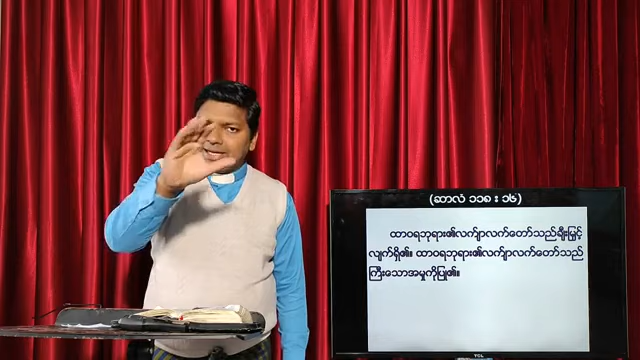 (ဆာလံ ၁၁၈ : ၁၆)
ထာဝရဘုရား၏လက်ျာလက်တော်သည်ချီးမြှင့်
လျက်ရှိ၏။ ထာဝရဘုရား၏လက်ျာလက်တော်သည်
ကြီးသောအမှုကိုပြု၏။
TCL